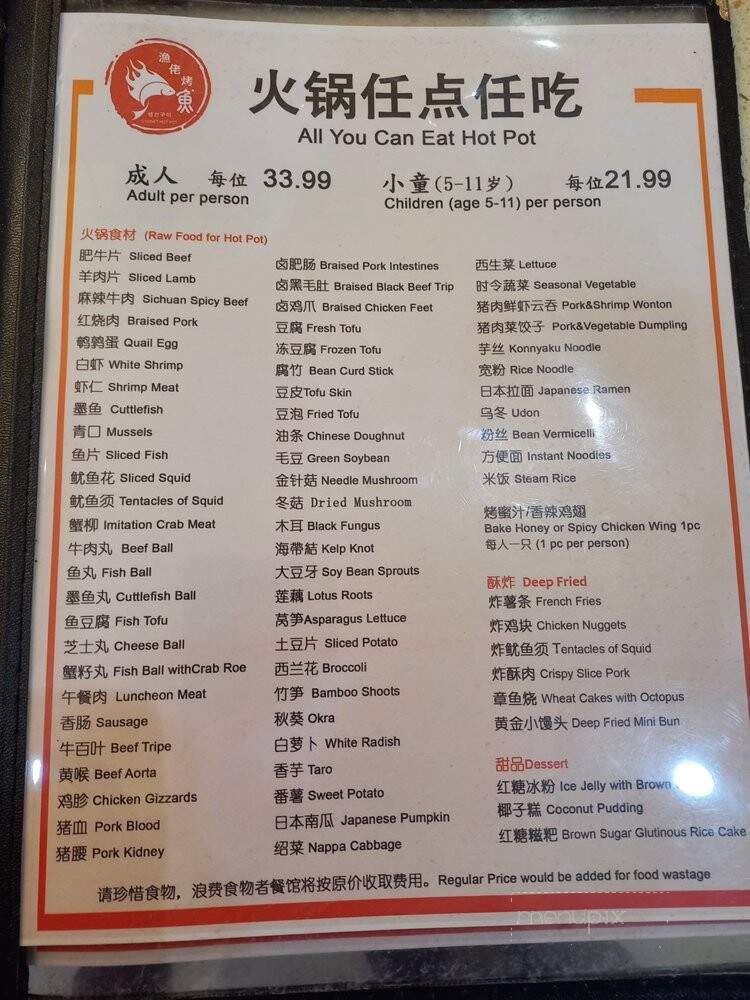 漁佬烤魚
火锅任点任吃
All You Can Eat Hot Pot
成人 每位 33.99 小童(5-11岁) 每位21.99
Adult per person Children (age 5-11) per person
火锅食材 (Raw Food for Hot Pot)
肥牛片 Sliced Beef
羊肉片 Sliced Lamb
麻辣牛肉 Sichuan Spicy Beef
红烧肉 Braised Pork
鹌鹑蛋 Quail Egg
白虾 White Shrimp
虾仁 Shrimp Meat
墨鱼 Cuttlefish
青口 Mussels
鱼片 Sliced Fish
鱿鱼花 Sliced Squid
鱿鱼须 Tentacles of Squid
蟹柳 Imitation Crab Meat
牛肉丸 Beef Ball
鱼丸 Fish Ball
墨鱼丸 Cuttlefish Ball
鱼豆腐 Fish Tofu
芝士丸 Cheese Ball
蟹籽丸 Fish Ball withCrab Roe
午餐肉 Luncheon Meat
香肠 Sausage
牛百叶 Beef Tripe
黄喉 Beef Aorta
鸡胗 Chicken Gizzards
猪血 Pork Blood
猪腰 Pork Kidney
卤肥肠 Braised Pork Intestines
卤黑毛肚 Braised Black Beef Trip
卤鸡爪 Braised Chicken Feet
豆腐 Fresh Tofu
冻豆腐 Frozen Tofu
腐竹 Bean Curd Stick
豆皮Tofu Skin
豆泡 Fried Tofu
油条 Chinese Doughnut
毛豆 Green Soybean
金针菇 Needle Mushroom
冬菇 Dried Mushroom
木耳 Black Fungus
海帶結 Kelp Knot
大豆牙 Soy Bean Sprouts
莲藕 Lotus Roots
莴笋Asparagus Lettuce
土豆片 Sliced Potato
西兰花 Broccoli
竹笋 Bamboo Shoots
秋葵 Okra
白萝卜 White Radish
香芋 Taro
番薯 Sweet Potato
日本南瓜 Japanese Pumpkin
绍菜 Nappa Cabbage
西生菜 Lettuce
时令蔬菜 Seasonal Vegetable
猪肉鲜虾云吞 Pork&Shrimp Wonton
猪肉菜饺子 Pork&Vegetable Dumpling
芋丝 Konnyaku Noodle
宽粉 Rice Noodle
日本拉面 Japanese Ramen
乌冬 Udon
粉丝 Bean Vermicelli
方便面 Instant Noodles
米饭 Steam Rice
烤蜜汁/香辣鸡翅
Bake Honey or Spicy Chicken Wing 1pc
每人一只 (1 pc per person)
酥炸 Deep Fried
炸薯条 French Fries
炸鸡块 Chicken Nuggets
炸鱿鱼须 Tentacles of Squid
炸酥肉 Crispy Slice Pork
章鱼烧 Wheat Cakes with Octopus
黄金小馒头 Deep Fried Mini Bun
甜品Dessert
红糖冰粉 Ice Jelly with Brown
椰子糕 Coconut Pudding
红糖糍粑 Brown Sugar Glutinous Rice Cake
请珍惜食物，浪费食物者餐馆将按原价收取费用。Regular Price would be added for food wastage
menupix